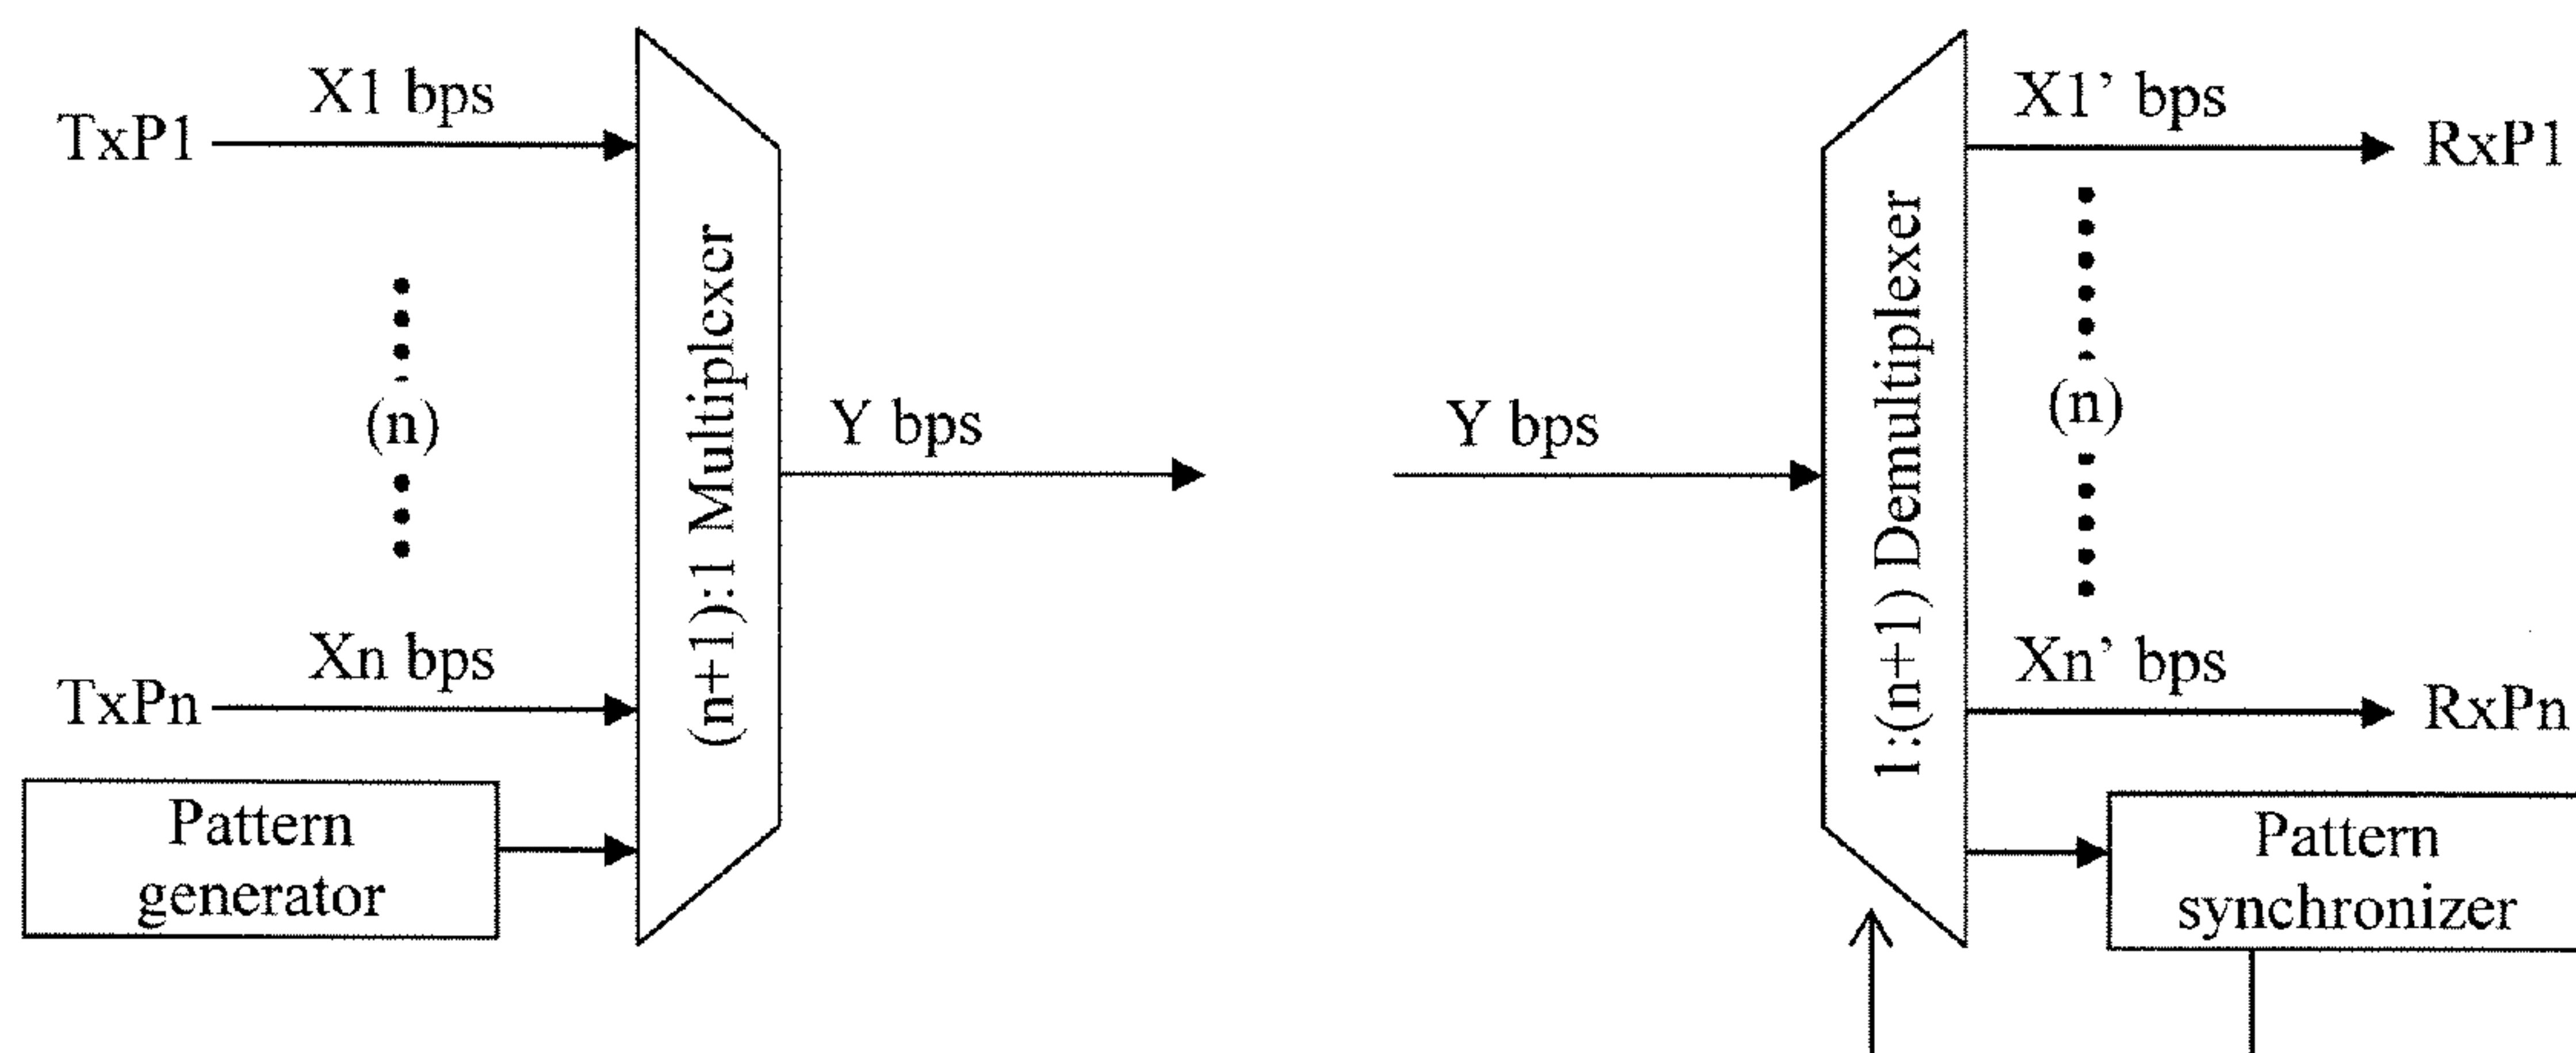 X1 bps
TxP1
(n)
Xn bps
TxPn
Pattern
generator
(n+1):1 Multiplexer
Y bps
Y bps
1:(n+1) Demultiplexer
X1’ bps
RxP1
(n)
Xn’ bps
RxPn
Pattern
synchronizer